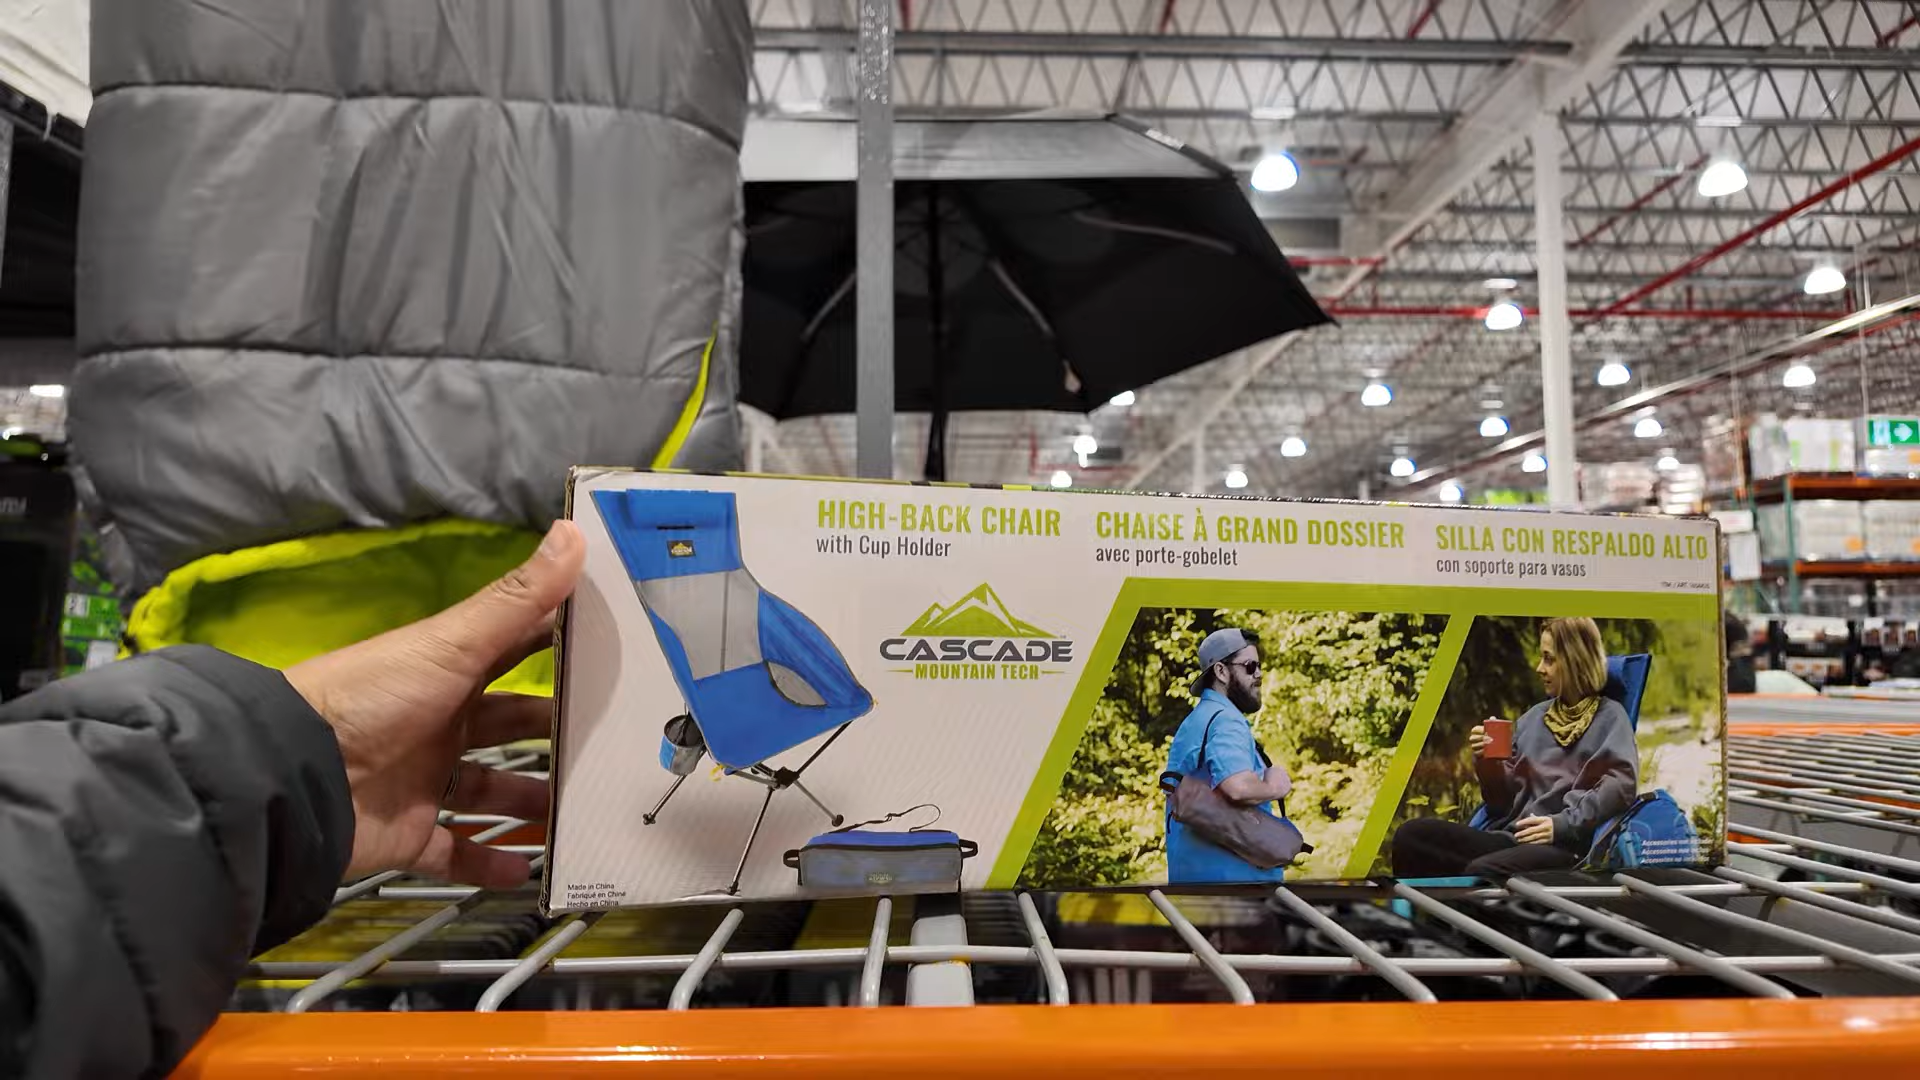 HIGH-BACK CHAIR
with Cup Holder
CHAISE À GRAND DOSSIER
avec porte-gobelet
SILLA CON RESPALDO ALTO
con soporte para vasos
CASCADE
MOUNTAIN TECH
Made in China
Fabriqué en Chine
Hecho en China